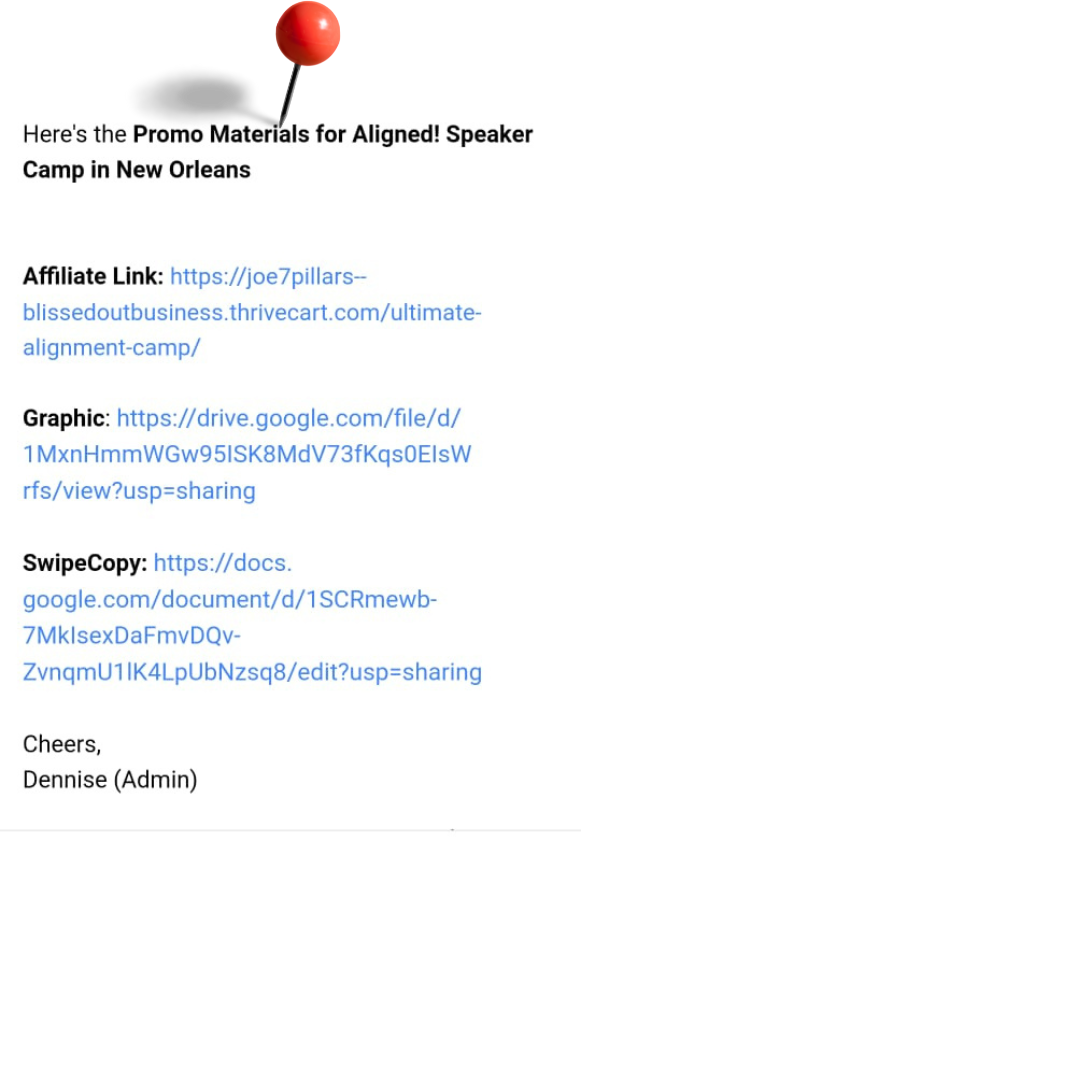 Here's the Promo Materials for Aligned! Speaker
Camp in New Orleans
Affiliate Link: https://joe7pillars--
blissedoutbusiness.thrivecart.com/ultimate-
alignment-camp/
Graphic: https://drive.google.com/file/d/
1MxnHmmWGw95ISK8MdV73fKqs0EIsW
rfs/view?usp=sharing
SwipeCopy: https://docs.
google.com/document/d/1SCRmewb-
7MkIsexDaFmvDQv-
ZvnqmU1lK4LpUbNzsq8/edit?usp=sharing
Cheers,
Dennise (Admin)